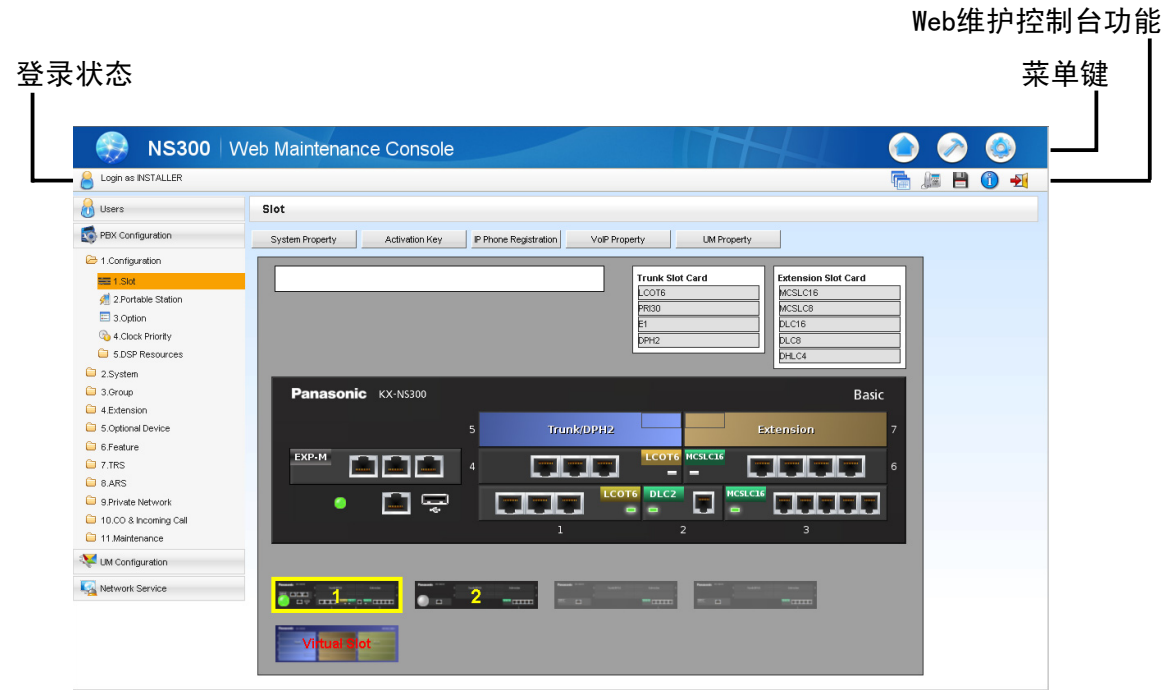 Web维护控制台功能
登录状态
菜单键
NS300 Web Maintenance Console
Login as INSTALLER
Users
PBX Configuration
1.Configuration
1.Slot
2.Portable Station
3.Option
4.Clock Priority
5.DSP Resources
2.System
3.Group
4.Extension
5.Optional Device
6.Feature
7.TRS
8.ARS
9.Private Network
10.CO & Incoming Call
11.Maintenance
UM Configuration
Network Service
Slot
System Property
Activation Key
IP Phone Registration
VoIP Property
UM Property
Trunk Slot Card
LCOT6
PRI30
E1
DPH2
Extension Slot Card
MCSLC16
MCSLC8
DLC16
DLC8
DHLC4
Panasonic KX-NS300
Basic
5
Trunk/DPH2
Extension
7
EXP-M
4
LCOT6
MCSLC16
6
LCOT6
DLC2
MCSLC16
1
2
3
1
2
Virtual Slot